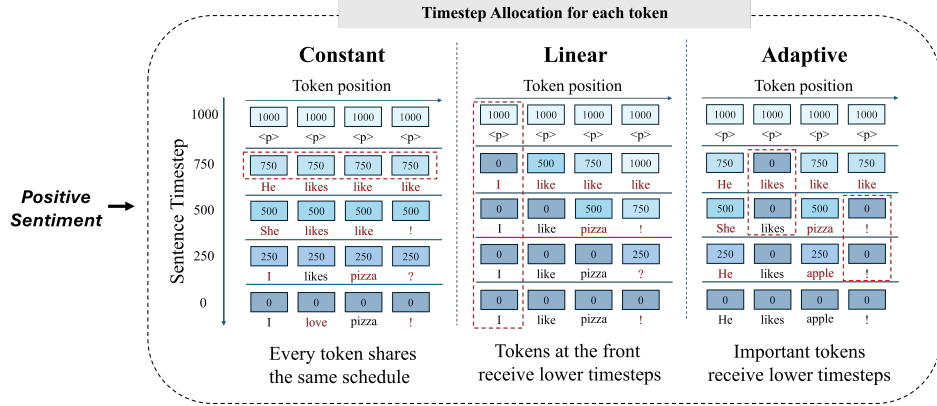 Timestep Allocation for each token
Positive
Sentiment
Sentence Timestep
1000
750
500
250
0
Constant
Token position
1000 1000 1000 1000
<p> <p> <p> <p>
750 750 750 750
He likes like like
500 500 500 500
She likes like !
250 250 250 250
I likes pizza ?
0 0 0 0
I love pizza !
Every token shares
the same schedule
Linear
Token position
1000 1000 1000 1000
<p> <p> <p> <p>
0 500 750 1000
I like like like
0 0 500 750
I like pizza !
0 0 0 250
I like pizza ?
0 0 0 0
I like pizza !
Tokens at the front
receive lower timesteps
Adaptive
Token position
1000 1000 1000 1000
<p> <p> <p> <p>
750 0 750 750
He likes like like
500 0 500 0
She likes pizza !
250 0 250 0
He likes apple !
0 0 0 0
He likes apple !
Important tokens
receive lower timesteps